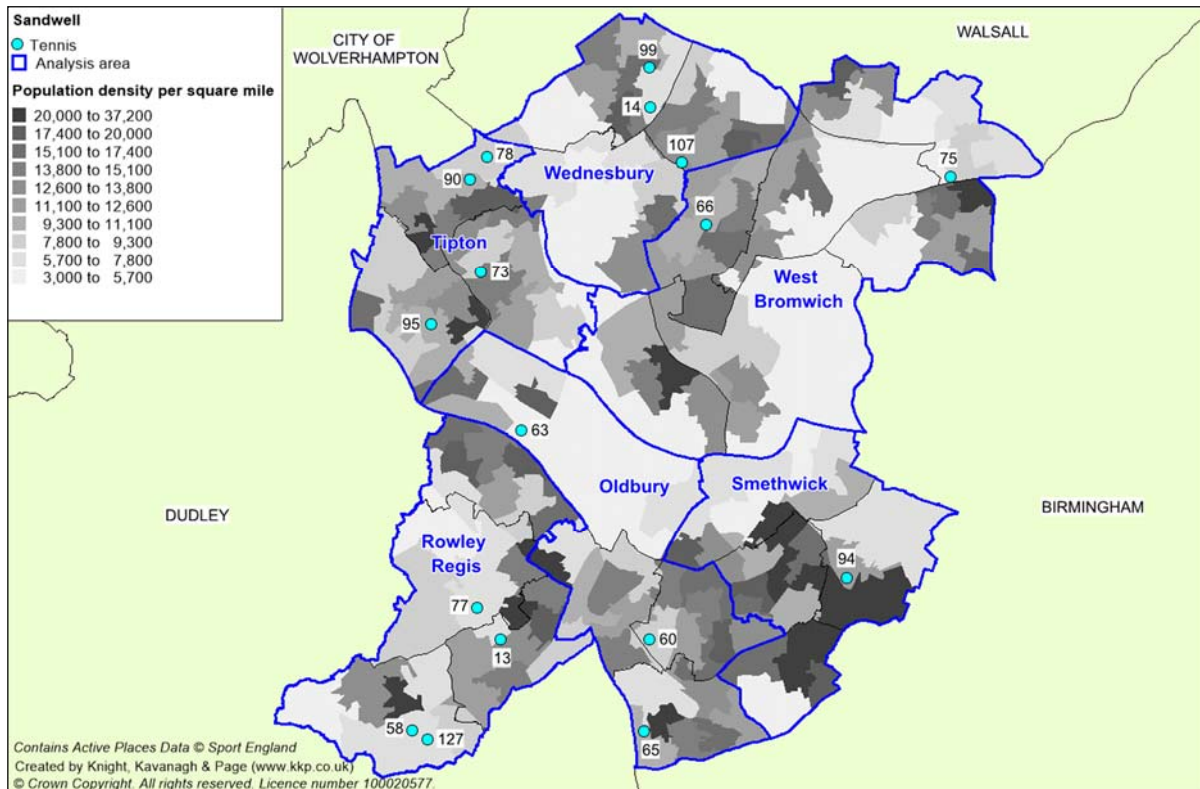 Sandwell
Tennis
Analysis area
Population density per square mile
20,000 to 37,200
17,400 to 20,000
15,100 to 17,400
13,800 to 15,100
12,600 to 13,800
11,100 to 12,600
9,300 to 11,100
7,800 to 9,300
5,700 to 7,800
3,000 to 5,700
CITY OF
WOLVERHAMPTON
WALSALL
99
14
107
78
90
Wednesbury
75
66
Tipton
73
West
Bromwich
95
63
Oldbury
Smethwick
DUDLEY
BIRMINGHAM
Rowley
Regis
94
77
13
60
58
127
65
Contains Active Places Data © Sport England
Created by Knight, Kavanagh & Page (www.kkp.co.uk)
© Crown Copyright. All rights reserved. Licence number 100020577.